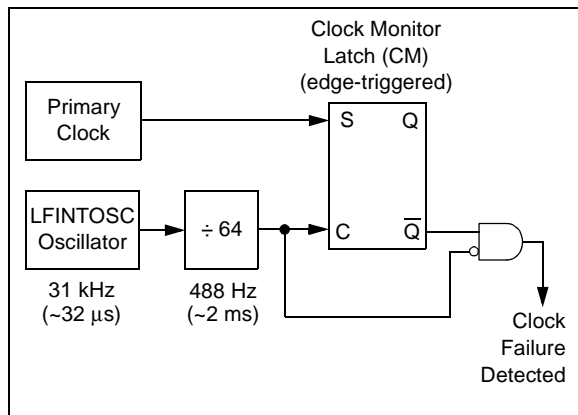 Clock Monitor
Latch (CM)
(edge-triggered)
Primary
Clock
S
Q
LFINTOSC
Oscillator
÷ 64
C
Q̅
31 kHz
(~32 μs)
488 Hz
(~2 ms)
Clock
Failure
Detected